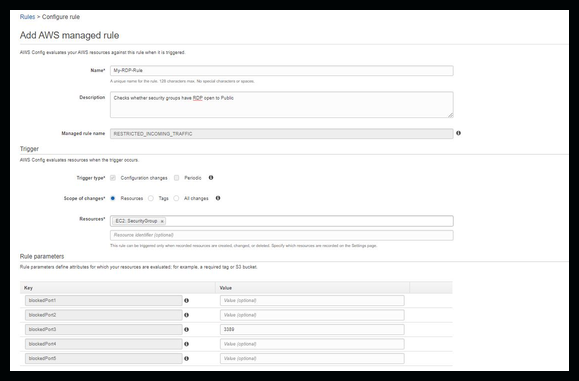 Rules > Configure rule
Add AWS managed rule
AWS Config evaluates your AWS resources against this rule when it is triggered.
Name* My-RDP-Rule
A unique name for the rule. 128 characters max. No special characters or spaces.
Description Checks whether security groups have RDP open to Public
Managed rule name RESTRICTED_INCOMING_TRAFFIC
Trigger
AWS Config evaluates resources when the trigger occurs.
Trigger type* Configuration changes Periodic
Scope of changes* Resources Tags All changes
Resources* EC2: SecurityGroup x
Resource identifier (optional)
This rule can be triggered only when recorded resources are created, changed, or deleted. Specify which resources are recorded on the Settings page.
Rule parameters
Rule parameters define attributes for which your resources are evaluated; for example, a required tag or S3 bucket.
Key Value
blockedPort1 Value (optional)
blockedPort2 Value (optional)
blockedPort3 3389
blockedPort4 Value (optional)
blockedPort5 Value (optional)